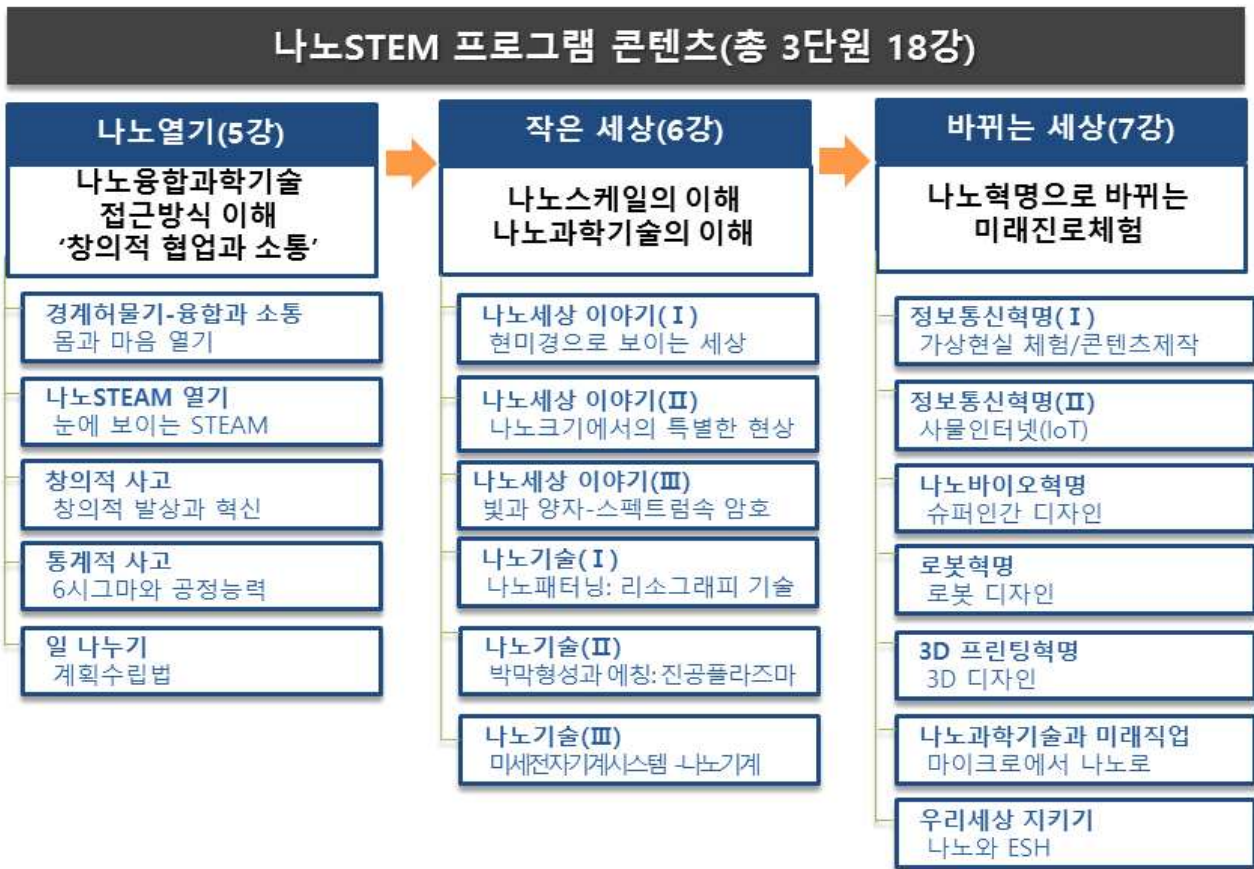 나노STEM 프로그램 콘텐츠(총 3단원 18강)
나노열기(5강)
나노융합과학기술
접근방식 이해
‘창의적 협업과 소통’
경계허물기-융합과 소통
몸과 마음 열기
나노STEAM 열기
눈에 보이는 STEAM
창의적 사고
창의적 발상과 혁신
통계적 사고
6시그마와 공정능력
일 나누기
계획수립법
작은 세상(6강)
나노스케일의 이해
나노과학기술의 이해
나노세상 이야기(Ⅰ)
현미경으로 보이는 세상
나노세상 이야기(Ⅱ)
나노크기에서의 특별한 현상
나노세상 이야기(Ⅲ)
빛과 양자-스펙트럼속 암호
나노기술(Ⅰ)
나노패터닝: 리소그래피 기술
나노기술(Ⅱ)
박막형성과 에칭: 진공플라즈마
나노기술(Ⅲ)
미세전자기계시스템 -나노기계
바뀌는 세상(7강)
나노혁명으로 바뀌는
미래진로체험
정보통신혁명(Ⅰ)
가상현실 체험/콘텐츠제작
정보통신혁명(Ⅱ)
사물인터넷(IoT)
나노바이오혁명
슈퍼인간 디자인
로봇혁명
로봇 디자인
3D 프린팅혁명
3D 디자인
나노과학기술과 미래직업
마이크로에서 나노로
우리세상 지키기
나노와 ESH